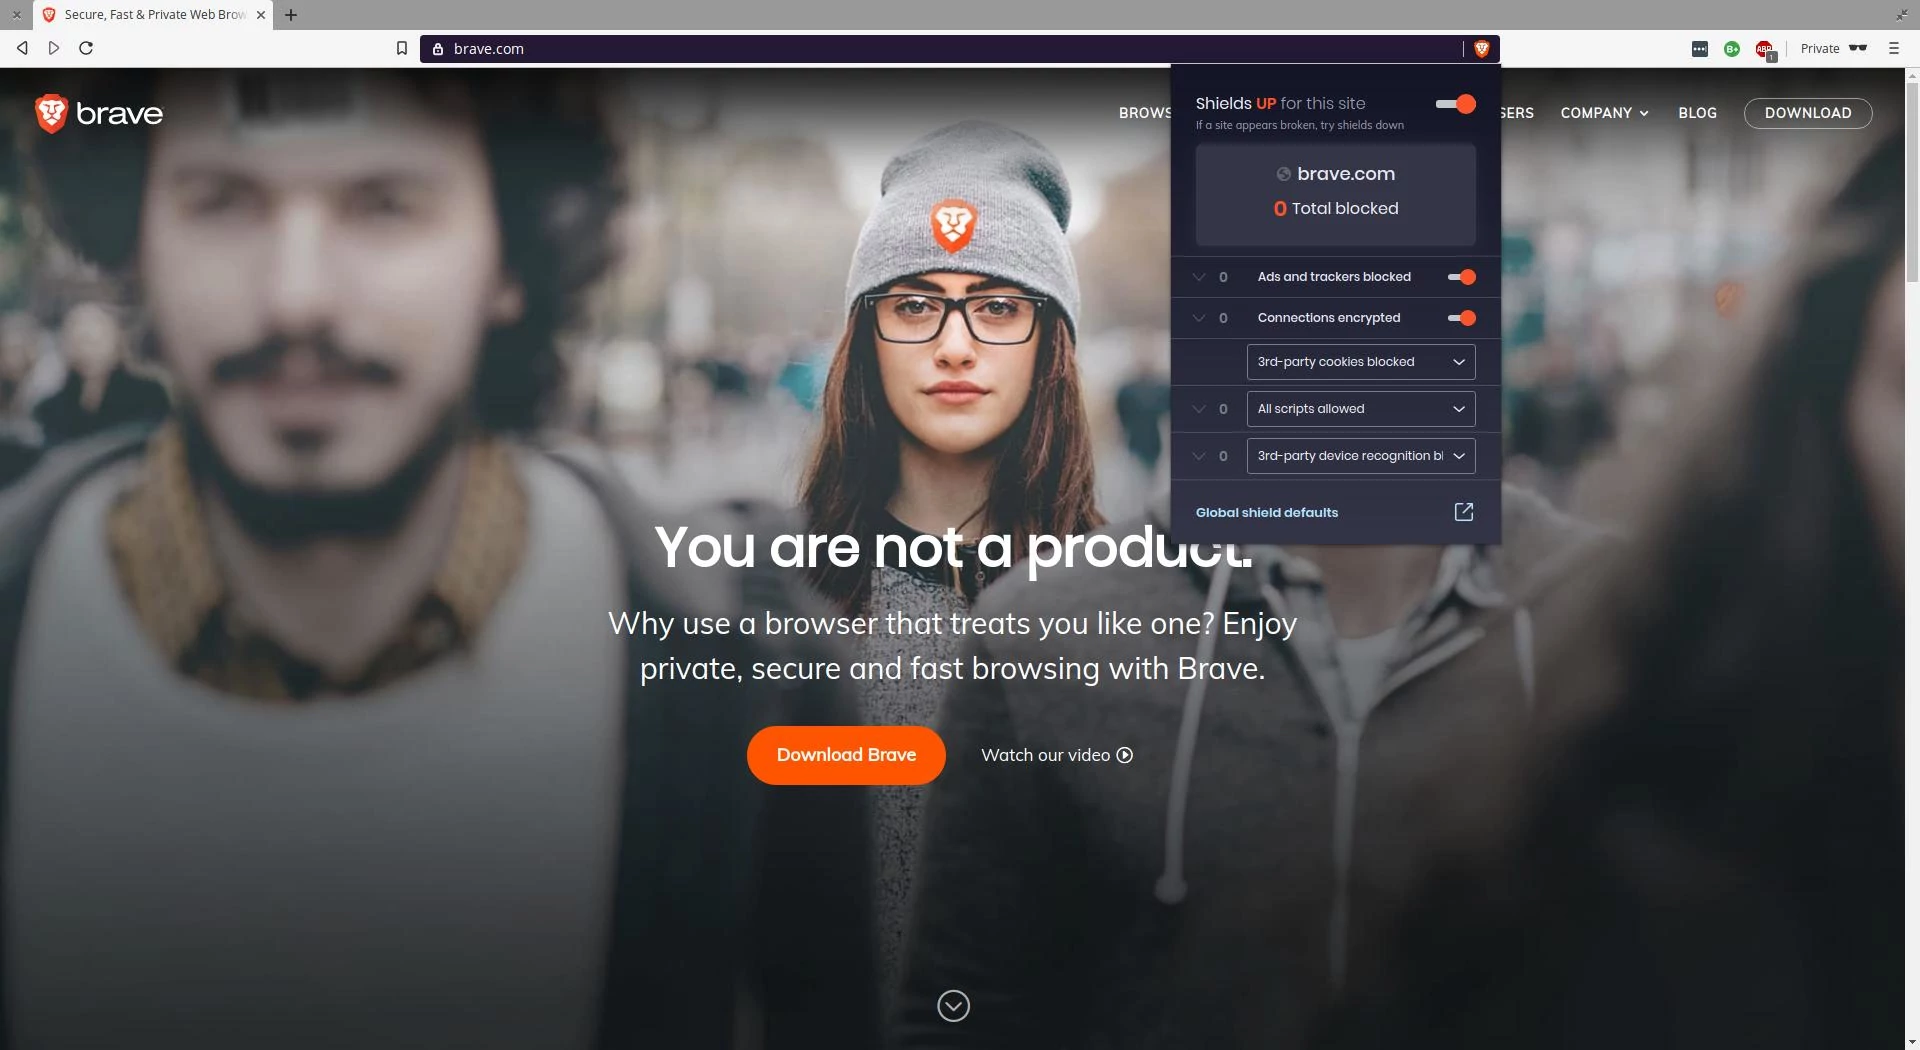 Secure, Fast & Private Web Brow
brave.com
ABP
1
Private
brave
BROWS
SERS
COMPANY
BLOG
DOWNLOAD
Shields UP for this site
If a site appears broken, try shields down
brave.com
0 Total blocked
0 Ads and trackers blocked
0 Connections encrypted
3rd-party cookies blocked
0 All scripts allowed
0 3rd-party device recognition bl
Global shield defaults
You are not a product.
Why use a browser that treats you like one? Enjoy
private, secure and fast browsing with Brave.
Download Brave
Watch our video